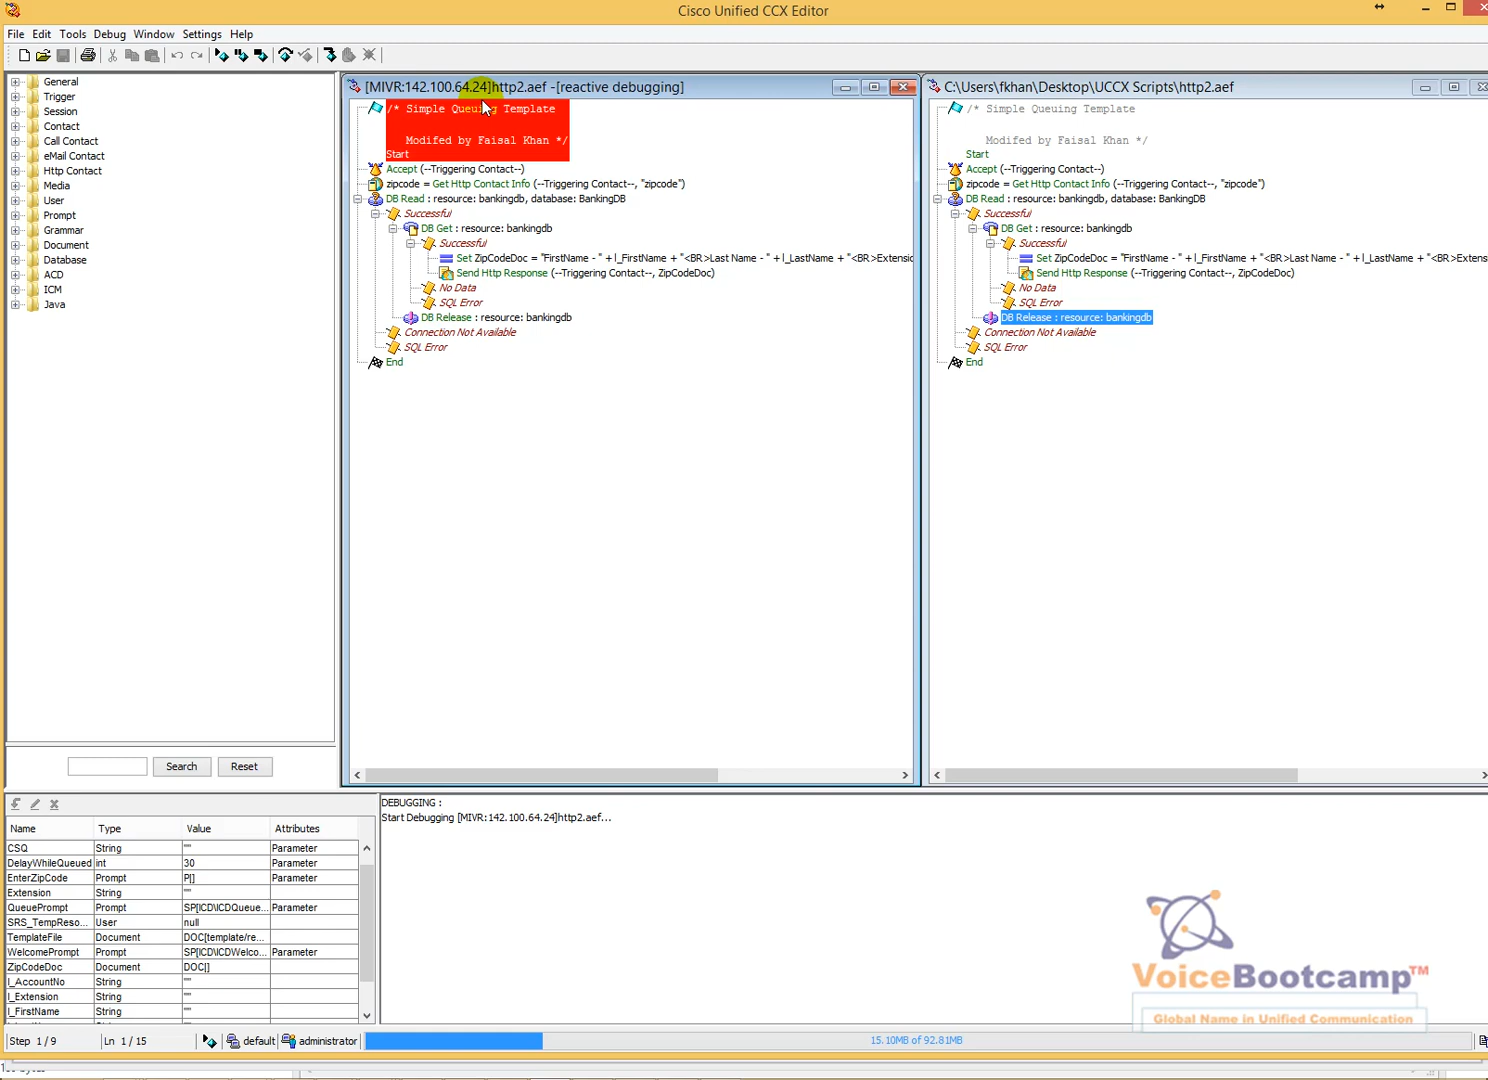 Cisco Unified CCX Editor
File Edit Tools Debug Window Settings Help
General
Trigger
Session
Contact
Call Contact
eMail Contact
Http Contact
Media
User
Prompt
Grammar
Document
Database
ACD
ICM
Java
Search Reset
[MIVR:142.100.64.24]http2.aef -[reactive debugging]
/* Simple Queuing Template
Modifed by Faisal Khan */
Start
Accept (--Triggering Contact--)
zipcode = Get Http Contact Info (--Triggering Contact--, "zipcode")
DB Read : resource: bankingdb, database: BankingDB
Successful
DB Get : resource: bankingdb
Successful
Set ZipCodeDoc = "FirstName - " + l_FirstName + "<BR>Last Name - " + l_LastName + "<BR>Extensic
Send Http Response (--Triggering Contact--, ZipCodeDoc)
No Data
SQL Error
DB Release : resource: bankingdb
Connection Not Available
SQL Error
End
C:\Users\fkhan\Desktop\UCCX Scripts\http2.aef
/* Simple Queuing Template
Modifed by Faisal Khan */
Start
Accept (--Triggering Contact--)
zipcode = Get Http Contact Info (--Triggering Contact--, "zipcode")
DB Read : resource: bankingdb, database: BankingDB
Successful
DB Get : resource: bankingdb
Successful
Set ZipCodeDoc = "FirstName - " + l_FirstName + "<BR>Last Name - " + l_LastName + "<BR>Extens
Send Http Response (--Triggering Contact--, ZipCodeDoc)
No Data
SQL Error
DB Release : resource: bankingdb
Connection Not Available
SQL Error
End
Name Type Value Attributes
CSQ String "" Parameter
DelayWhileQueued int 30 Parameter
EnterZipCode Prompt P[] Parameter
Extension String ""
QueuePrompt Prompt SP[ICD\ICDQueue... Parameter
SRS_TempReso... User null
TemplateFile Document DOC[template/re...
WelcomePrompt Prompt SP[ICD\ICDWelco... Parameter
ZipCodeDoc Document DOC[]
l_AccountNo String ""
l_Extension String ""
l_FirstName String ""
DEBUGGING :
Start Debugging [MIVR:142.100.64.24]http2.aef...
VoiceBootcamp™
Global Name in Unified Communication
Step 1 / 9 Ln 1 / 15 default administrator 15.10MB of 92.81MB